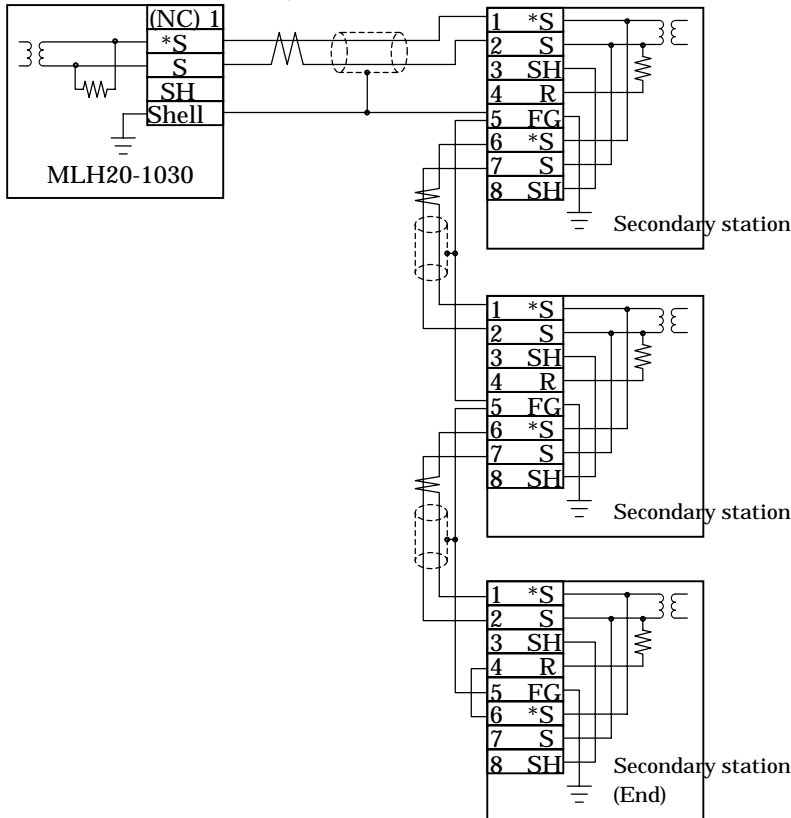 (NC) 1
*S
S
SH
Shell
MLH20-1030
1 *S
2 S
3 SH
4 R
5 FG
6 *S
7 S
8 SH
Secondary station
1 *S
2 S
3 SH
4 R
5 FG
6 *S
7 S
8 SH
Secondary station
1 *S
2 S
3 SH
4 R
5 FG
6 *S
7 S
8 SH
Secondary station
(End)